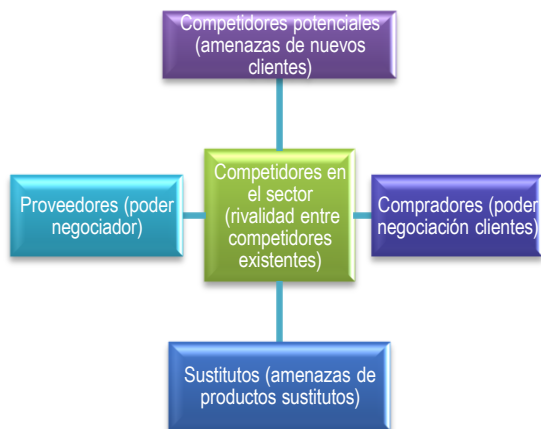 Competidores potenciales
(amenazas de nuevos
clientes)
Proveedores (poder
negociador)
Competidores en
el sector
(rivalidad entre
competidores
existentes)
Compradores (poder
negociación clientes)
Sustitutos (amenazas de
productos sustitutos)